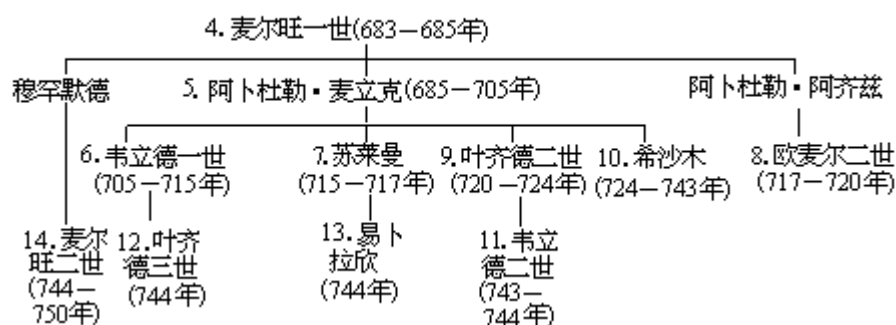 4.麦尔旺一世(683—685年)
穆罕默德
5.阿卜杜勒·麦立克(685—705年)
阿卜杜勒·阿齐兹
6.韦立德一世
(705—715年)
7.苏莱曼
(715—717年)
9.叶齐德二世
(720—724年)
10.希沙木
(724—743年)
8.欧麦尔二世
(717—720年)
14.麦尔
旺二世
(744—
750年)
12.叶齐
德三世
(744年)
13.易卜
拉欣
(744年)
11.韦立
德二世
(743—
744年)